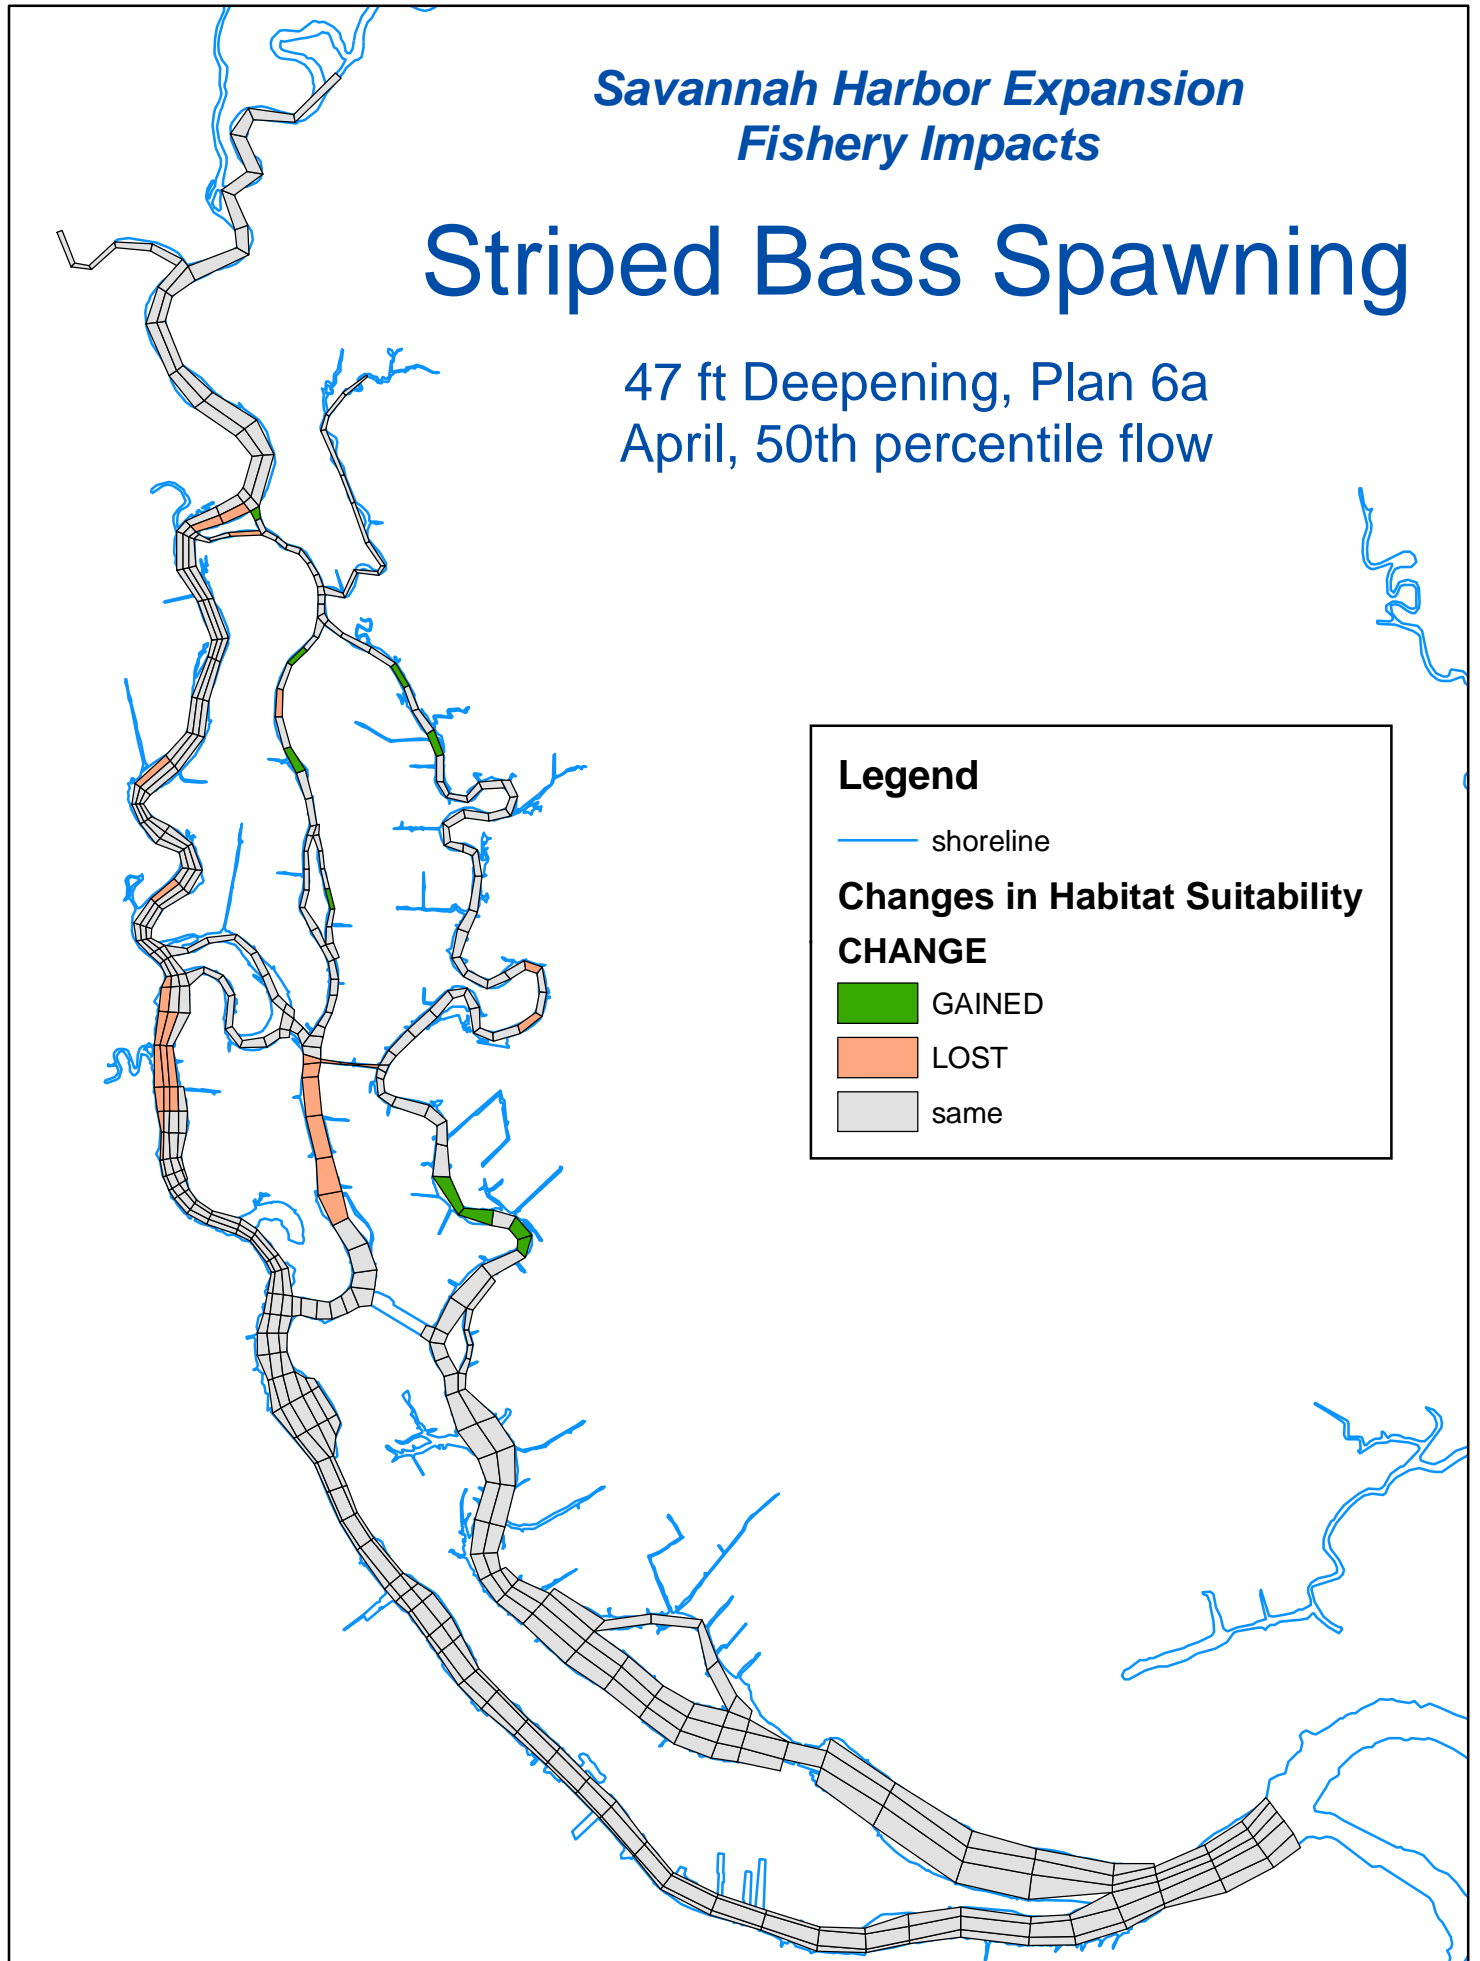 Savannah Harbor Expansion
Fishery Impacts
Striped Bass Spawning
47 ft Deepening, Plan 6a
April, 50th percentile flow
Legend
shoreline
Changes in Habitat Suitability
CHANGE
GAINED
LOST
same